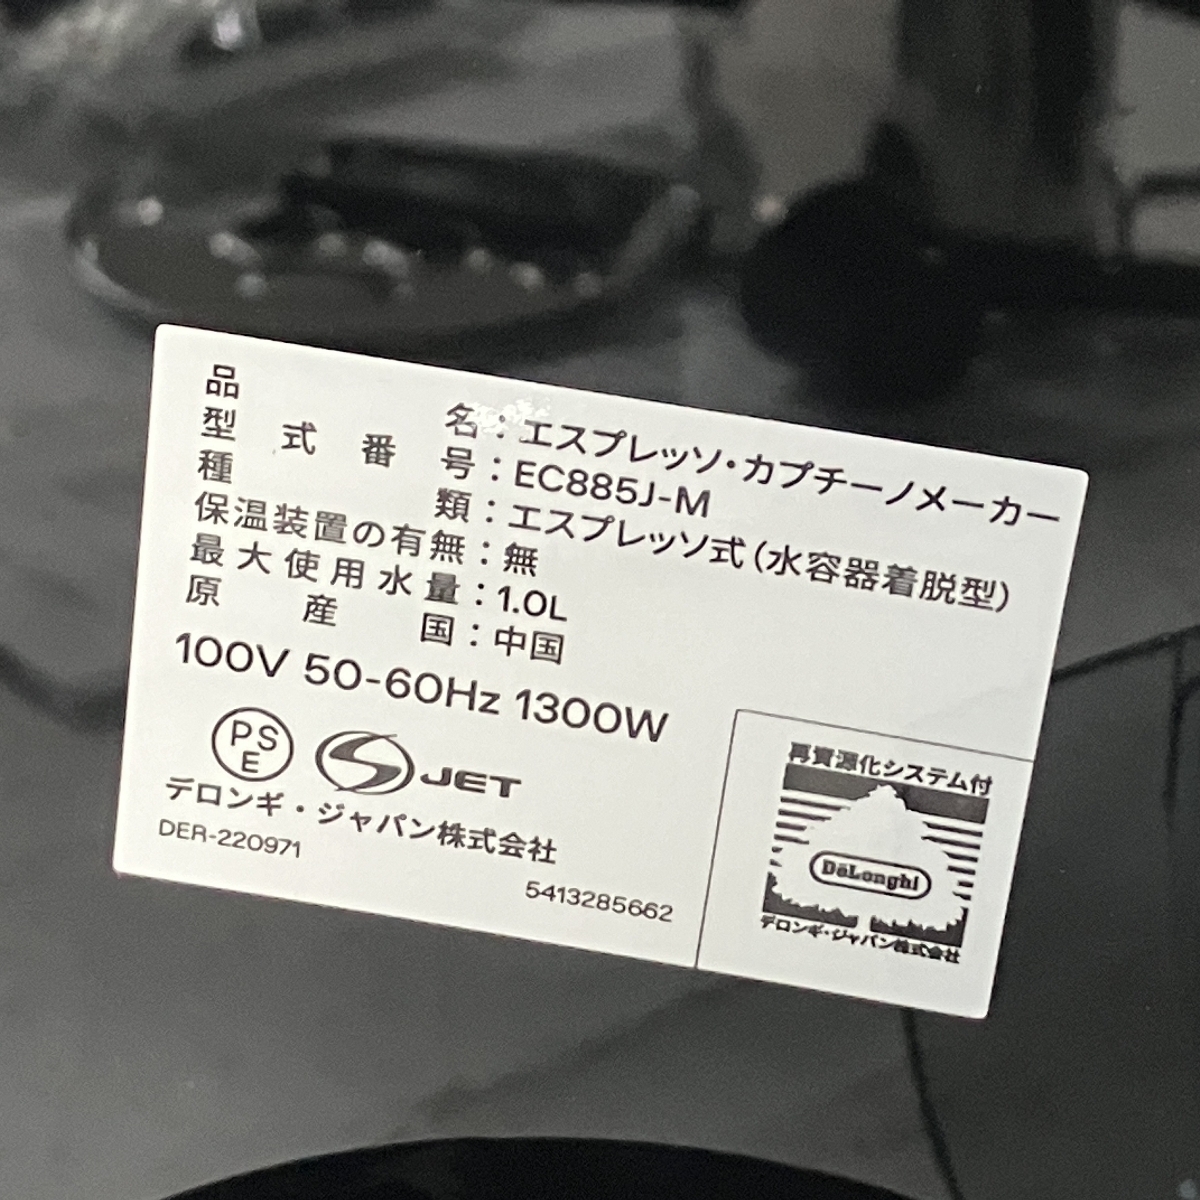 品名：エスプレッソ・カプチーノメーカー
型式番号：EC885J-M
種類：エスプレッソ式（水容器着脱型）
保温装置の有無：無
最大使用水量：1.0L
原産国：中国
100V 50-60Hz 1300W
PSE JET
デロンギ・ジャパン株式会社
DER-220971
5413285662
再資源化システム付
DeLonghi
デロンギ・ジャパン株式会社